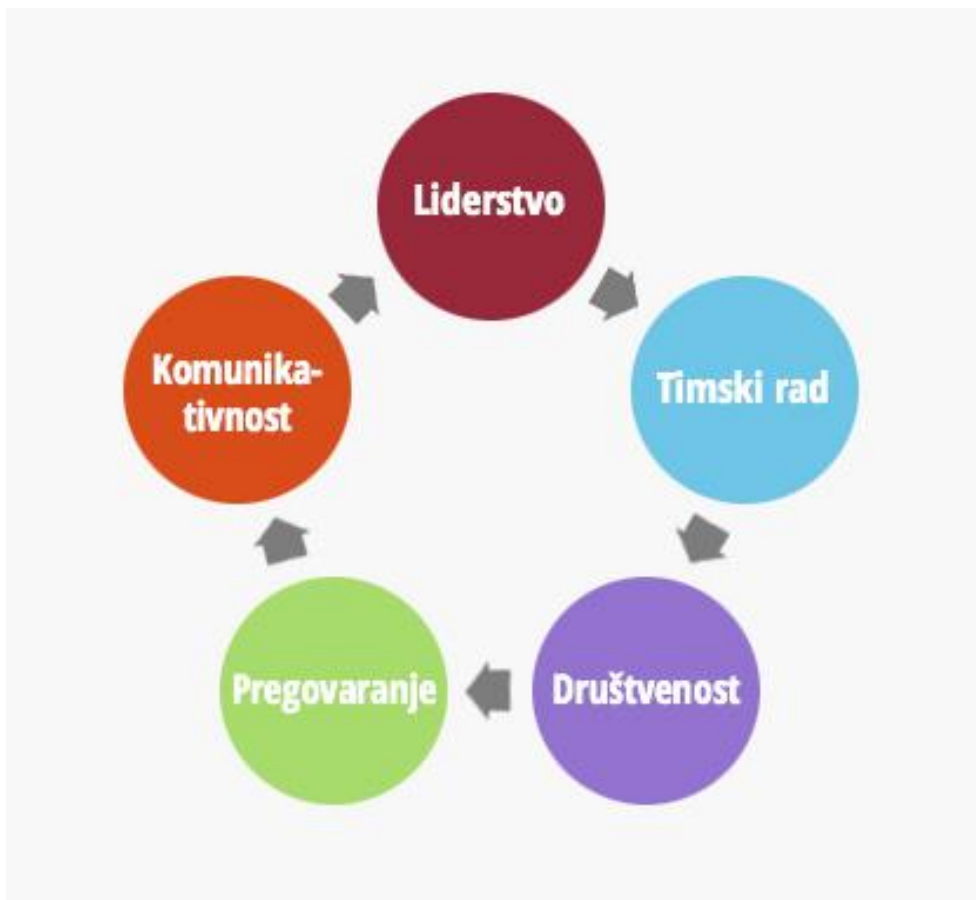 Liderstvo
Timski rad
Društvenost
Pregovaranje
Komunika-
tivnost